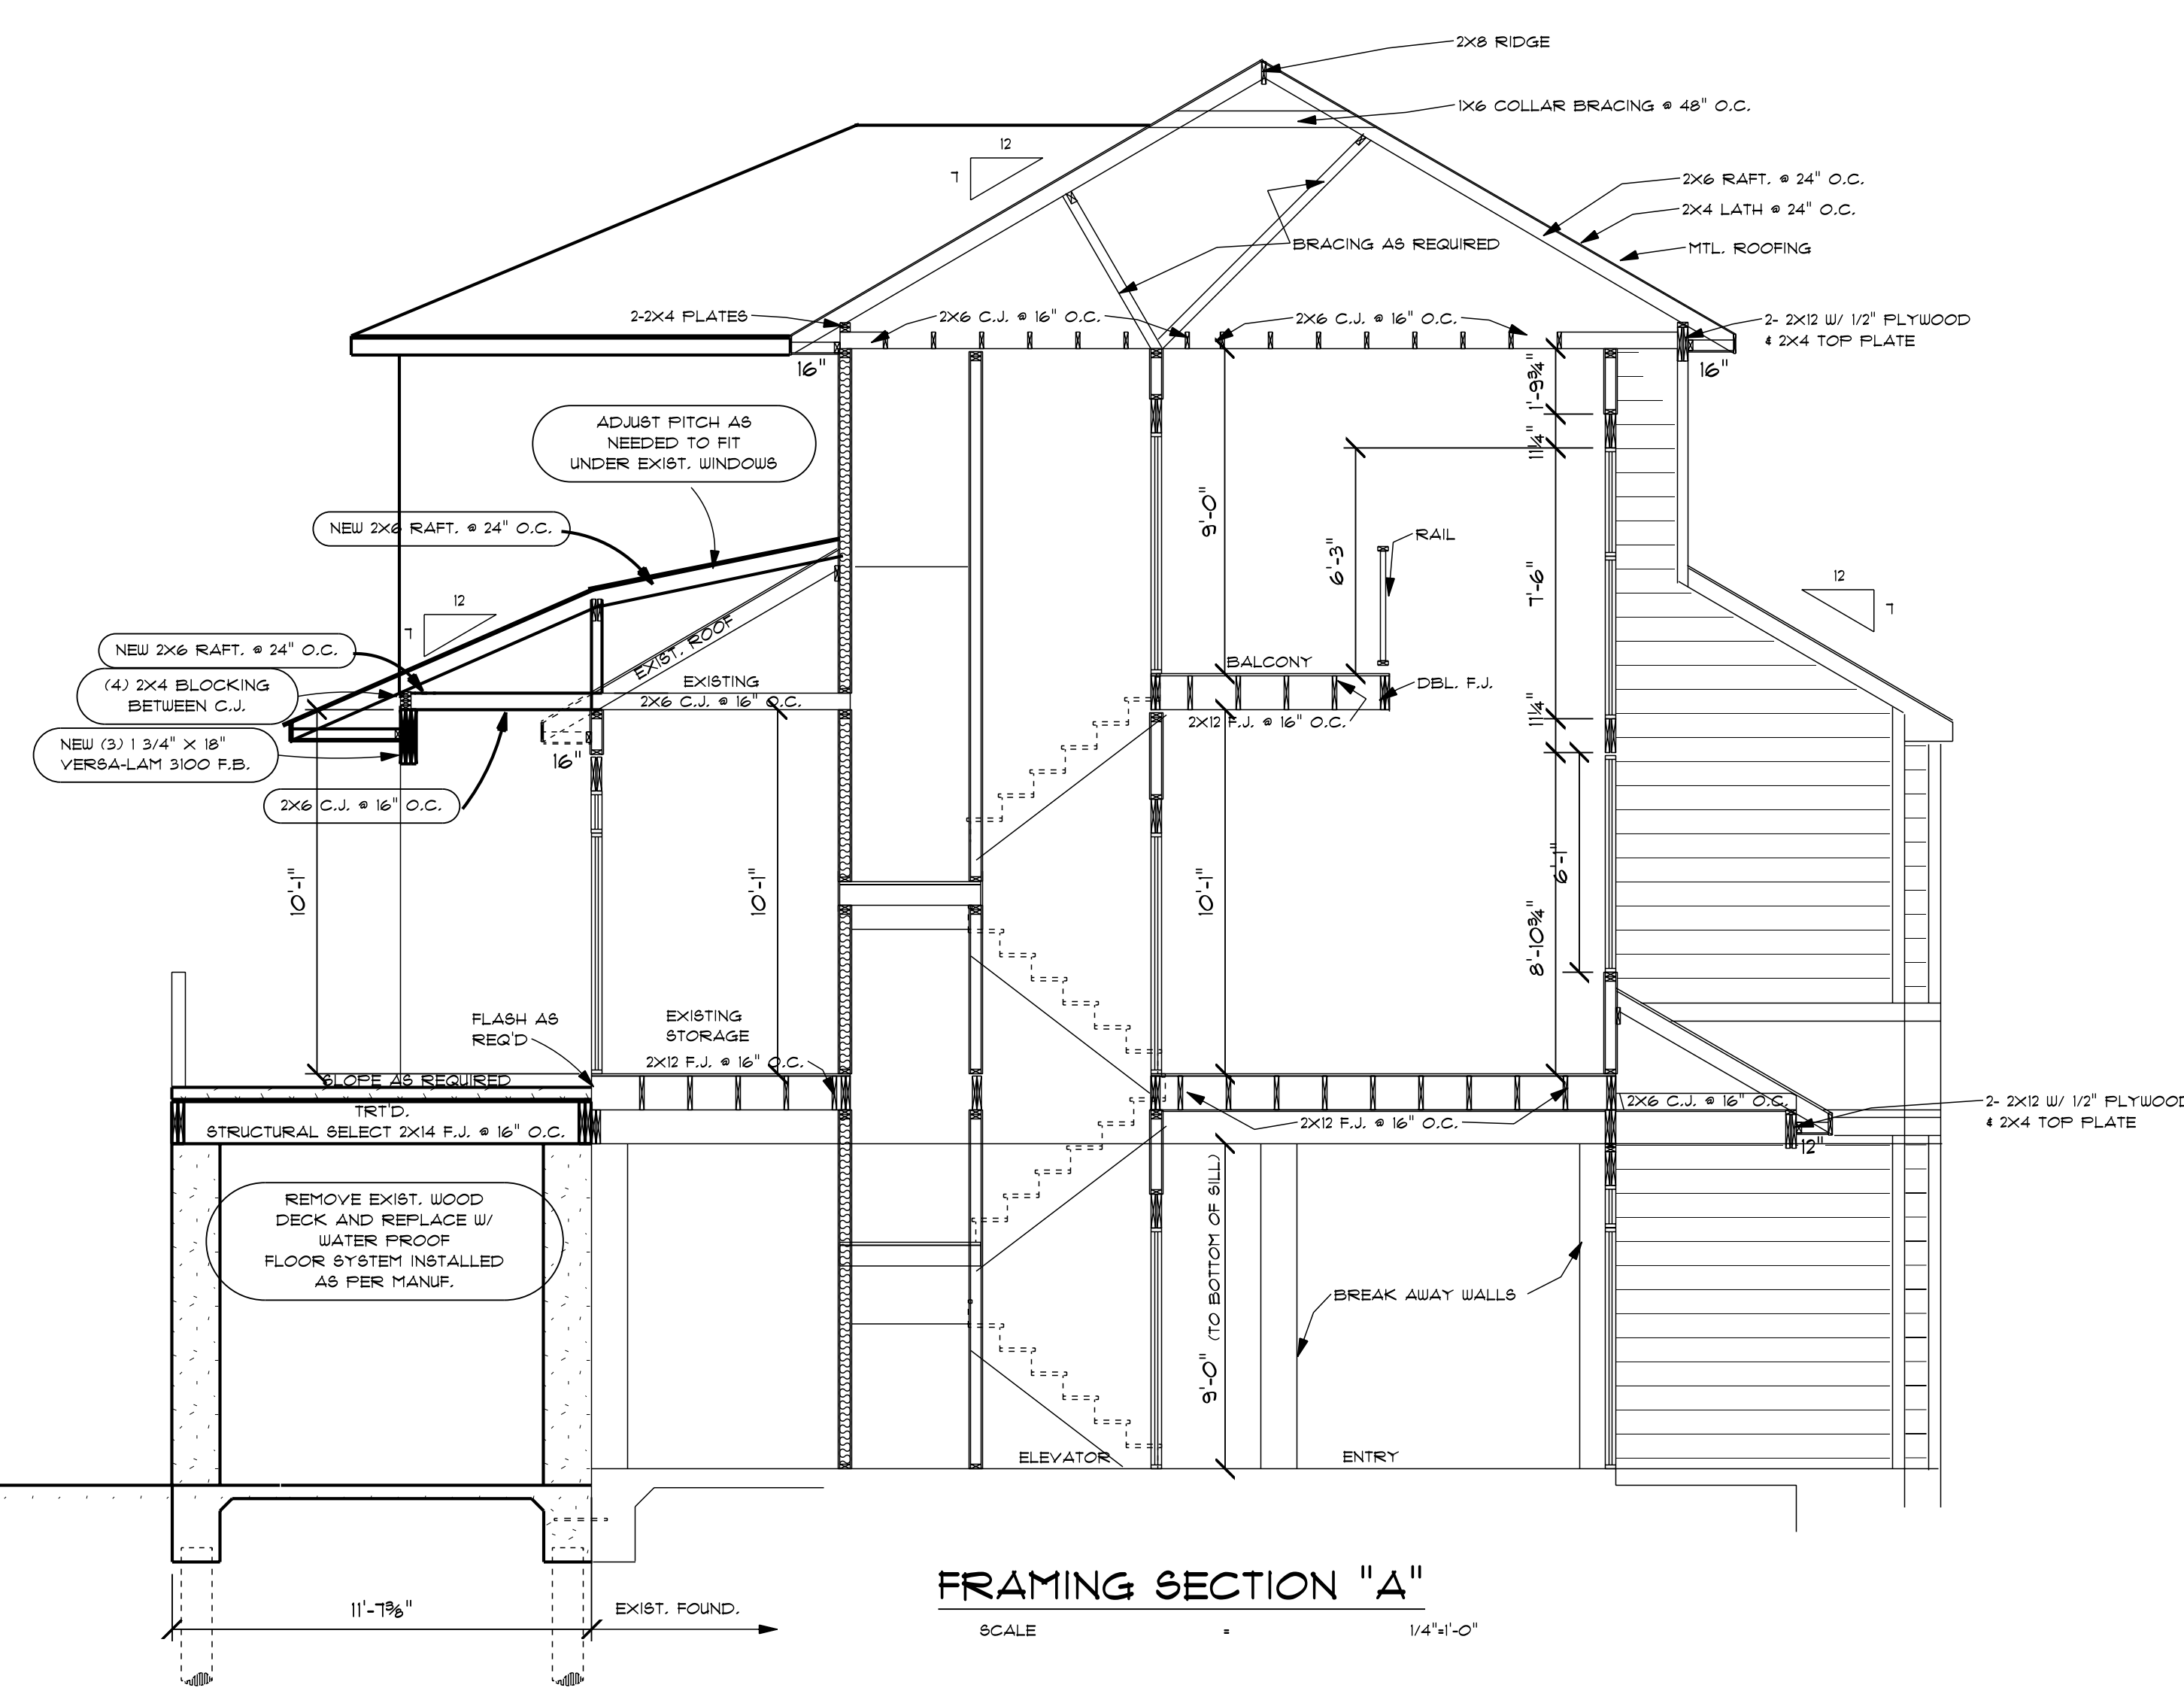 2X8 RIDGE
1X6 COLLAR BRACING @ 48" O.C.
12
7
2X6 RAFT. @ 24" O.C.
2X4 LATH @ 24" O.C.
MTL. ROOFING
BRACING AS REQUIRED
2-2X4 PLATES
2X6 C.J. @ 16" O.C.
2X6 C.J. @ 16" O.C.
2- 2X12 W/ 1/2" PLYWOOD
& 2X4 TOP PLATE
16"
16"
1'-9¾"
ADJUST PITCH AS
NEEDED TO FIT
UNDER EXIST. WINDOWS
11¼"
9'-0"
NEW 2X6 RAFT. @ 24" O.C.
RAIL
6'-3"
7'-6"
12
7
12
7
EXIST. ROOF
NEW 2X6 RAFT. @ 24" O.C.
(4) 2X4 BLOCKING
BETWEEN C.J.
EXISTING
2X6 C.J. @ 16" O.C.
BALCONY
DBL. F.J.
2X12 F.J. @ 16" O.C.
11¼"
NEW (3) 1 3/4" X 18"
VERSA-LAM 3100 F.B.
16"
2X6 C.J. @ 16" O.C.
10'-1"
10'-1"
10'-1"
6'-1"
8'-10¾"
FLASH AS
REQ'D
EXISTING
STORAGE
2X12 F.J. @ 16" O.C.
SLOPE AS REQUIRED
TRT'D.
STRUCTURAL SELECT 2X14 F.J. @ 16" O.C.
2X12 F.J. @ 16" O.C.
2X6 C.J. @ 16" O.C.
2- 2X12 W/ 1/2" PLYWOOD
& 2X4 TOP PLATE
12"
REMOVE EXIST. WOOD
DECK AND REPLACE W/
WATER PROOF
FLOOR SYSTEM INSTALLED
AS PER MANUF.
9'-0" (TO BOTTOM OF SILL)
BREAK AWAY WALLS
ELEVATOR
ENTRY
11'-7⅜"
EXIST. FOUND.
FRAMING SECTION "A"
SCALE = 1/4"=1'-0"